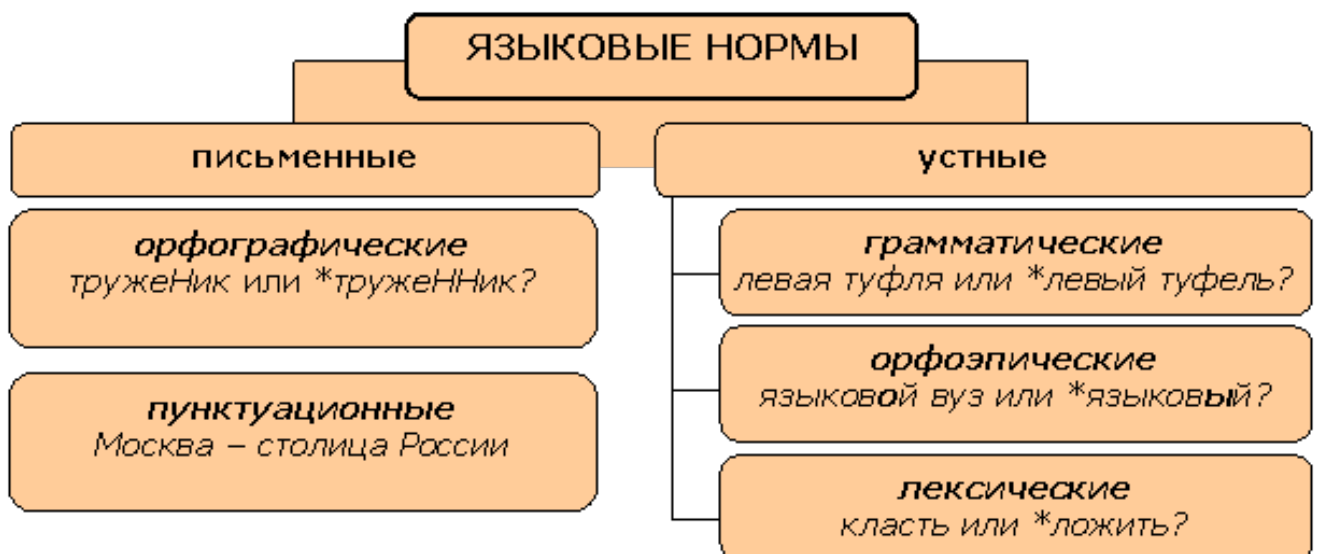 ЯЗЫКОВЫЕ НОРМЫ
письменные
орфографические
тружеНик или *тружеННик?
пунктуационные
Москва – столица России
устные
грамматические
левая туфля или *левый туфель?
орфоэпические
языковой вуз или *языковый?
лексические
класть или *ложить?